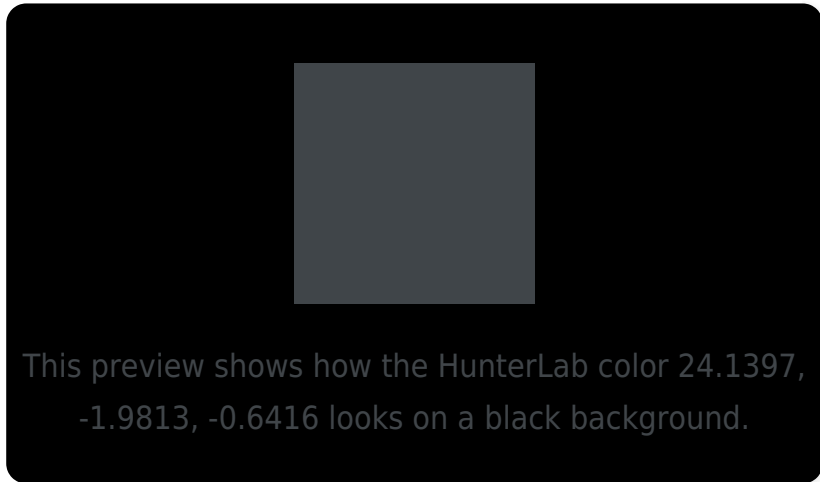 This preview shows how the HunterLab color 24.1397,
-1.9813, -0.6416 looks on a black background.